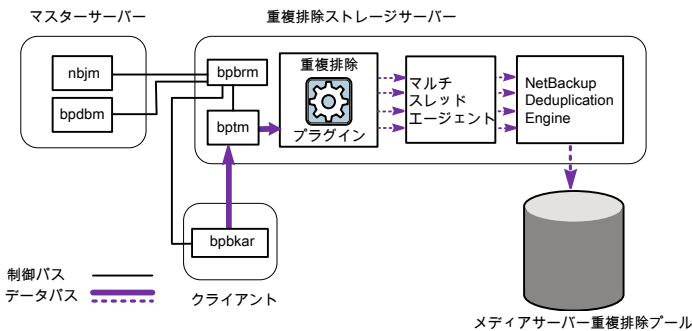 マスターサーバー
重複排除ストレージサーバー
nbjm
bpdbm
bpbrm
bptm
重複排除
プラグイン
マルチ
スレッド
エージェント
NetBackup
Deduplication
Engine
bpbkar
クライアント
制御パス
データパス
メディアサーバー重複排除プール